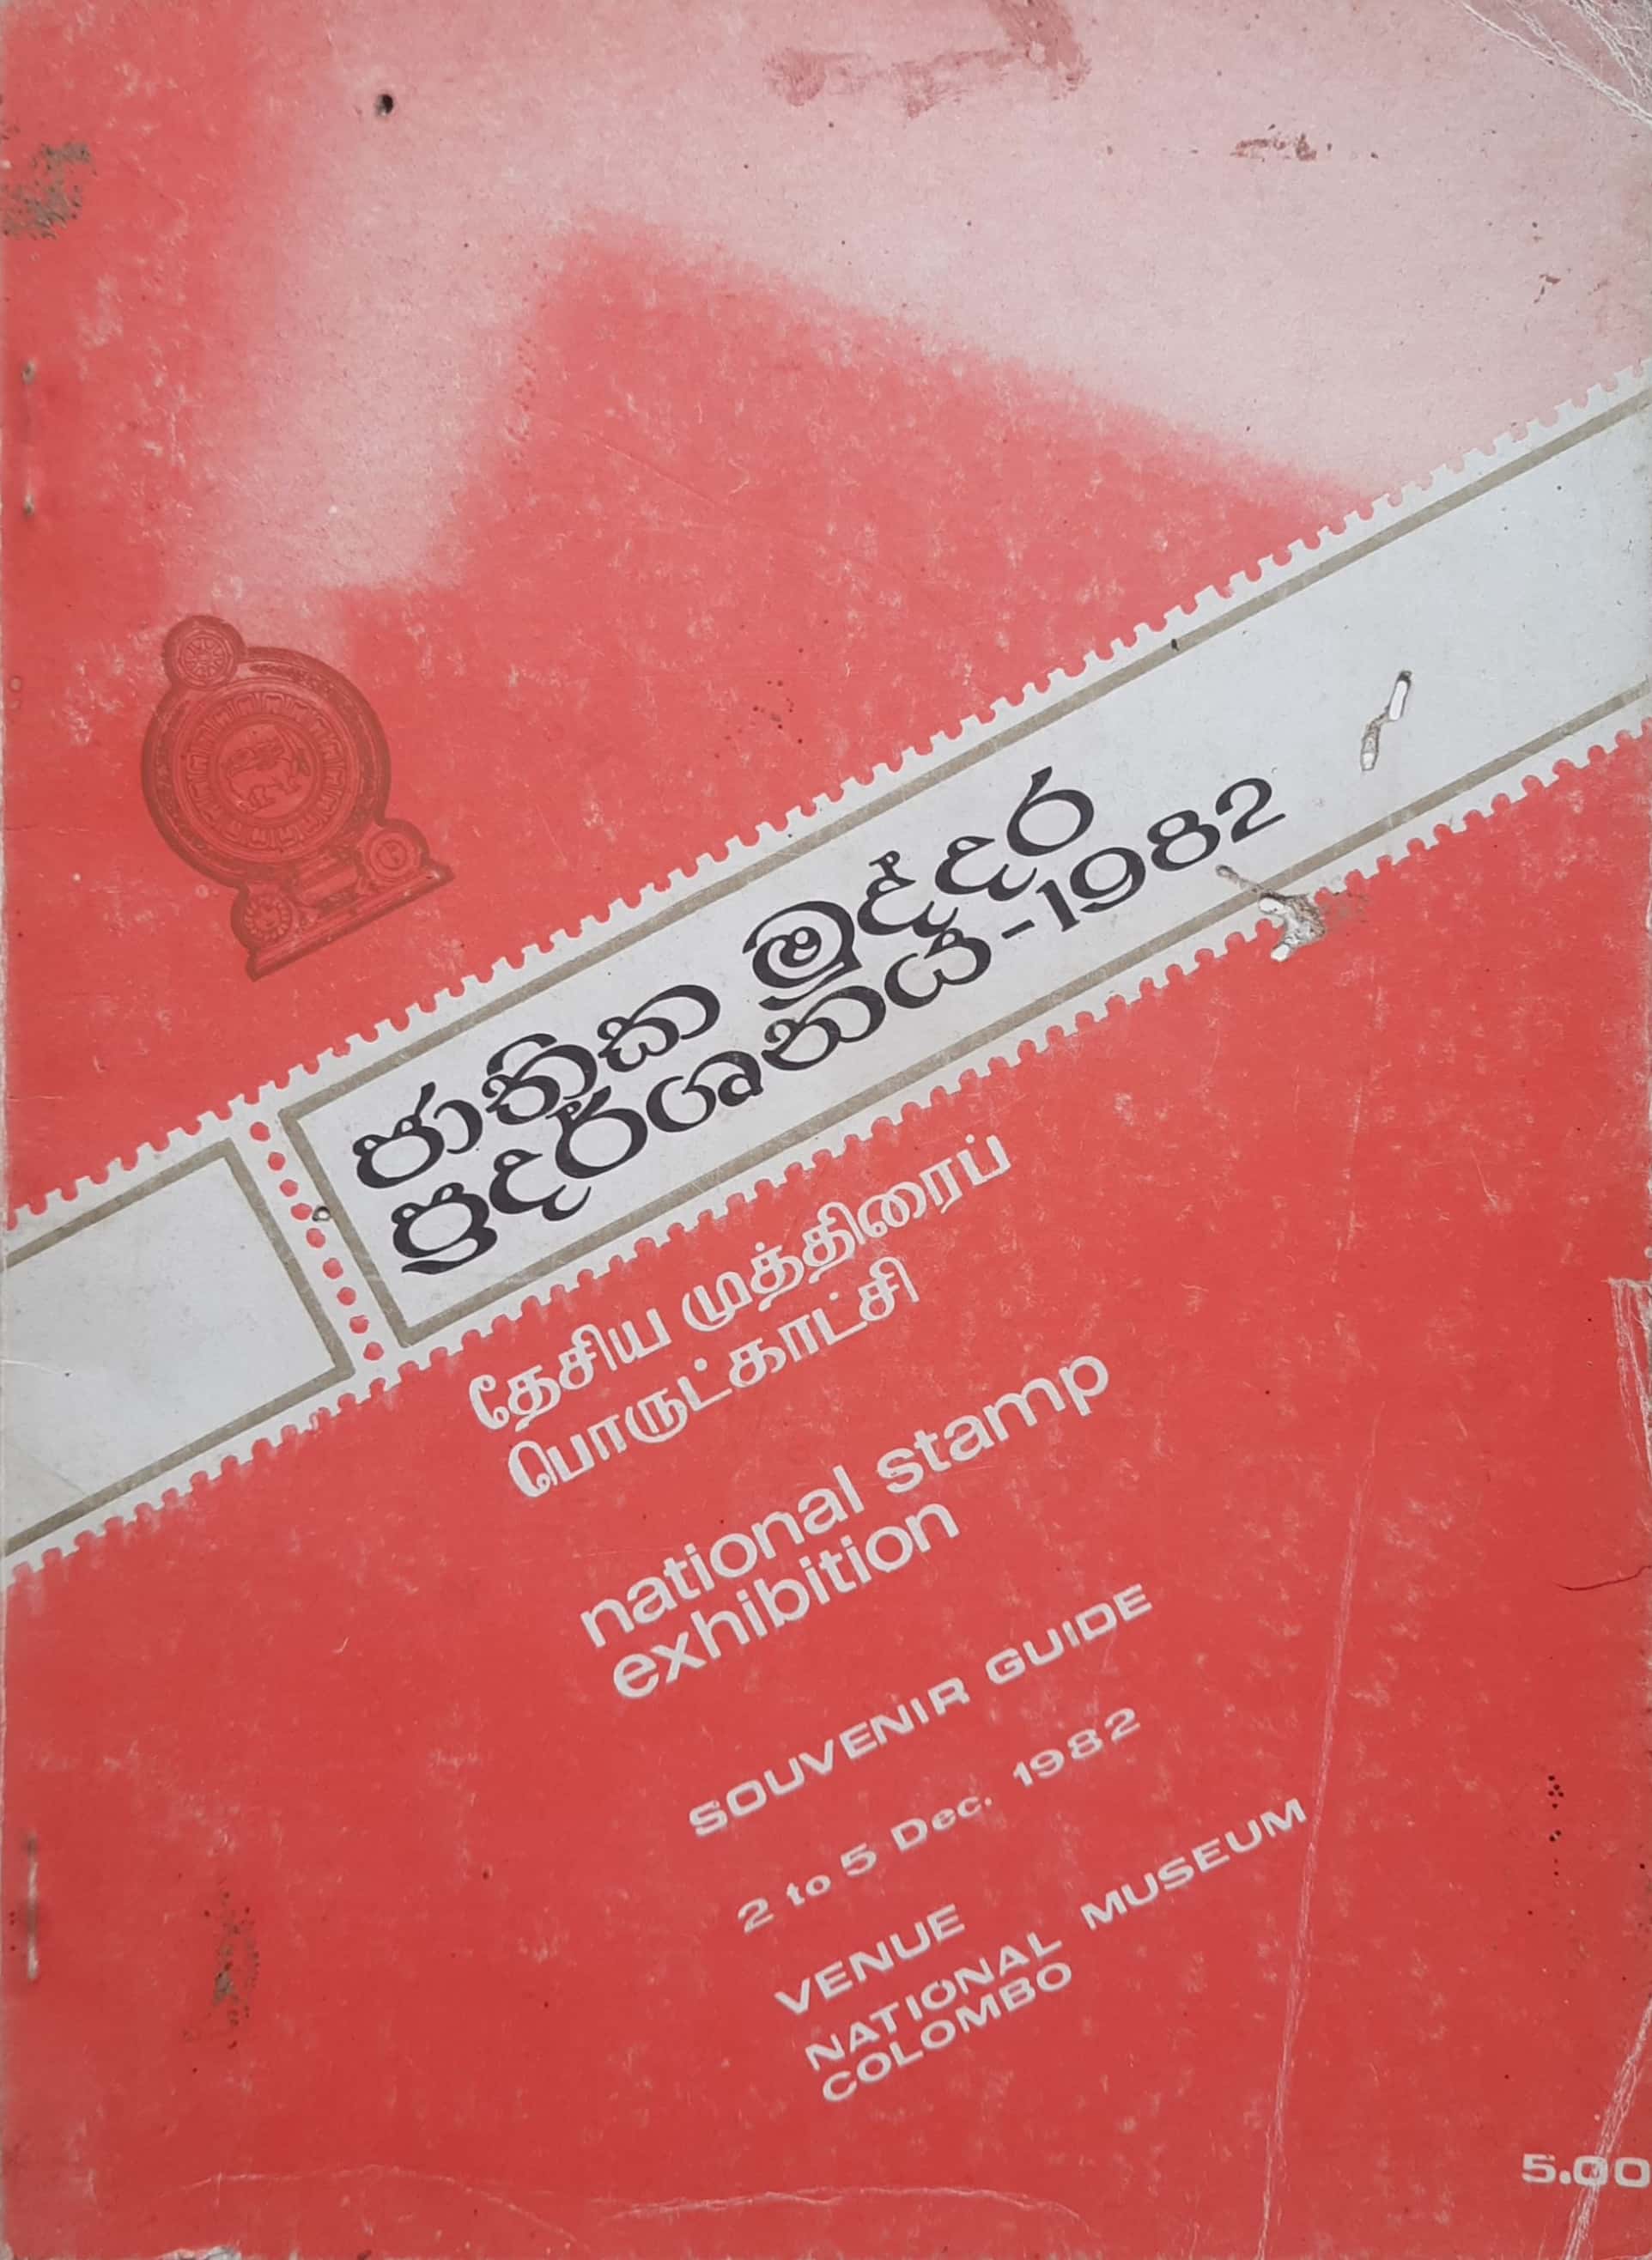 ජාතික මුද්දර
ප්‍රදර්ශනය-1982
தேசிய முத்திரைப்
பொருட்காட்சி
national stamp
exhibition
SOUVENIR GUIDE
2 to 5 Dec. 1982
VENUE
NATIONAL MUSEUM
COLOMBO
5.00